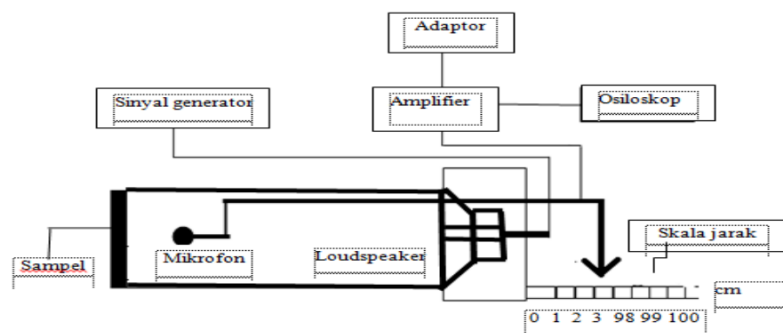 Adaptor
Sinyal generator
Amplifier
Osiloskop
Skala jarak
Sampel
Mikrofon
Loudspeaker
cm
0 1 2 3 98 99 100